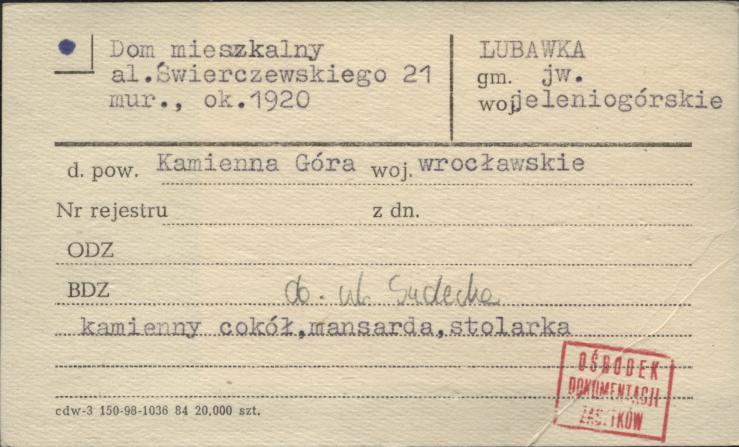 Dom mieszkalny
al.Świerczewskiego 21
mur., ok.1920
LUBAWKA
gm. jw.
woj. jeleniogórskie
d. pow. Kamienna Góra woj. wrocławskie
Nr rejestru z dn.
ODZ
BDZ ob. ul. Sudecka
kamienny cokół,mansarda,stolarka
OŚRODEK
DOKUMENTACJI
ZABYTKÓW
cdw-3 150-98-1036 84 20,000 szt.